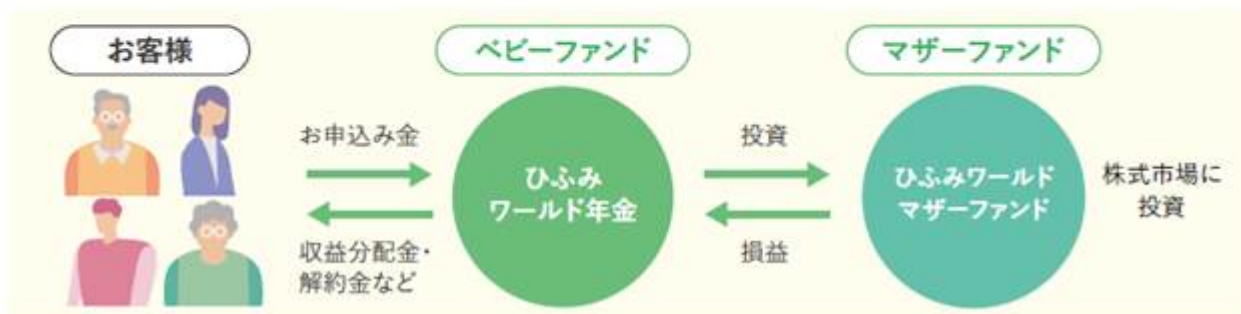 お客様
ベビーファンド
マザーファンド
お申込み金
収益分配金・
解約金など
ひふみ
ワールド年金
投資
損益
ひふみワールド
マザーファンド
株式市場に
投資